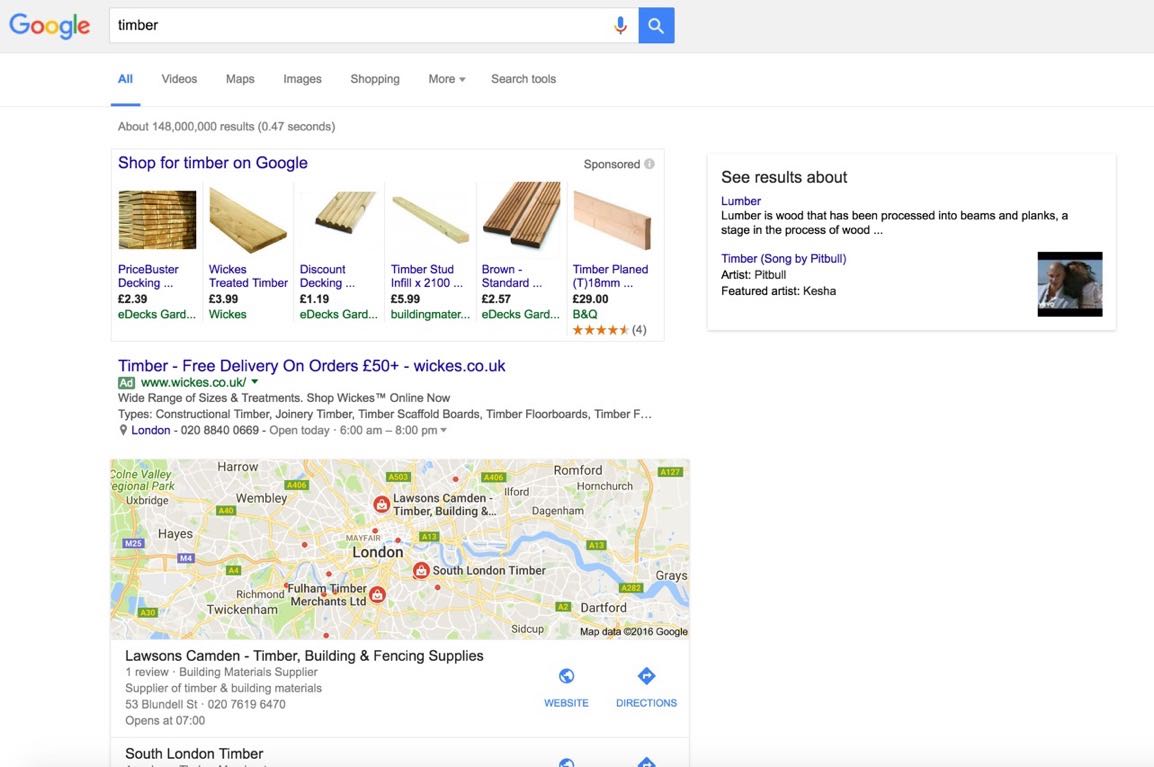 Google
timber
All Videos Maps Images Shopping More Search tools
About 148,000,000 results (0.47 seconds)
Shop for timber on Google
Sponsored
PriceBuster
Decking ...
£2.39
eDecks Gard...
Wickes
Treated Timber
£3.99
Wickes
Discount
Decking ...
£1.19
eDecks Gard...
Timber Stud
Infill x 2100 ...
£5.99
buildingmater...
Brown -
Standard ...
£2.57
eDecks Gard...
Timber Planed
(T)18mm ...
£29.00
B&Q
(4)
Timber - Free Delivery On Orders £50+ - wickes.co.uk
Ad www.wickes.co.uk/
Wide Range of Sizes & Treatments. Shop Wickes™ Online Now
Types: Constructional Timber, Joinery Timber, Timber Scaffold Boards, Timber Floorboards, Timber F...
London - 020 8840 0669 - Open today · 6:00 am – 8:00 pm
Colne Valley
egional Park
Uxbridge
Harrow
A406
Wembley
A40
A503
A406
Romford
A127
Hornchurch
Ilford
Lawsons Camden -
Timber, Building &...
Dagenham
Hayes
M25
M4
MAYFAIR
London
A13
A13
A4
South London Timber
Grays
Richmond
Fulham Timber
Merchants Ltd
A282
Twickenham
A30
A2
Dartford
Sidcup
Map data ©2016 Google
Lawsons Camden - Timber, Building & Fencing Supplies
1 review · Building Materials Supplier
Supplier of timber & building materials
53 Blundell St · 020 7619 6470
Opens at 07:00
WEBSITE
DIRECTIONS
South London Timber
See results about
Lumber
Lumber is wood that has been processed into beams and planks, a
stage in the process of wood ...
Timber (Song by Pitbull)
Artist: Pitbull
Featured artist: Kesha